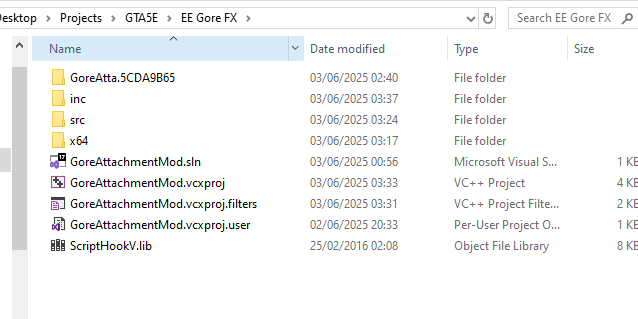 Desktop > Projects > GTA5E > EE Gore FX > Search EE Gore FX
Name Date modified Type Size
GoreAtta.5CDA9B65 03/06/2025 02:40 File folder
inc 03/06/2025 03:37 File folder
src 03/06/2025 03:24 File folder
x64 03/06/2025 03:17 File folder
GoreAttachmentMod.sln 03/06/2025 00:56 Microsoft Visual S... 1 KB
GoreAttachmentMod.vcxproj 03/06/2025 03:33 VC++ Project 4 KB
GoreAttachmentMod.vcxproj.filters 03/06/2025 03:31 VC++ Project Filte... 2 KB
GoreAttachmentMod.vcxproj.user 02/06/2025 20:33 Per-User Project O... 1 KB
ScriptHookV.lib 25/02/2016 02:08 Object File Library 8 KB